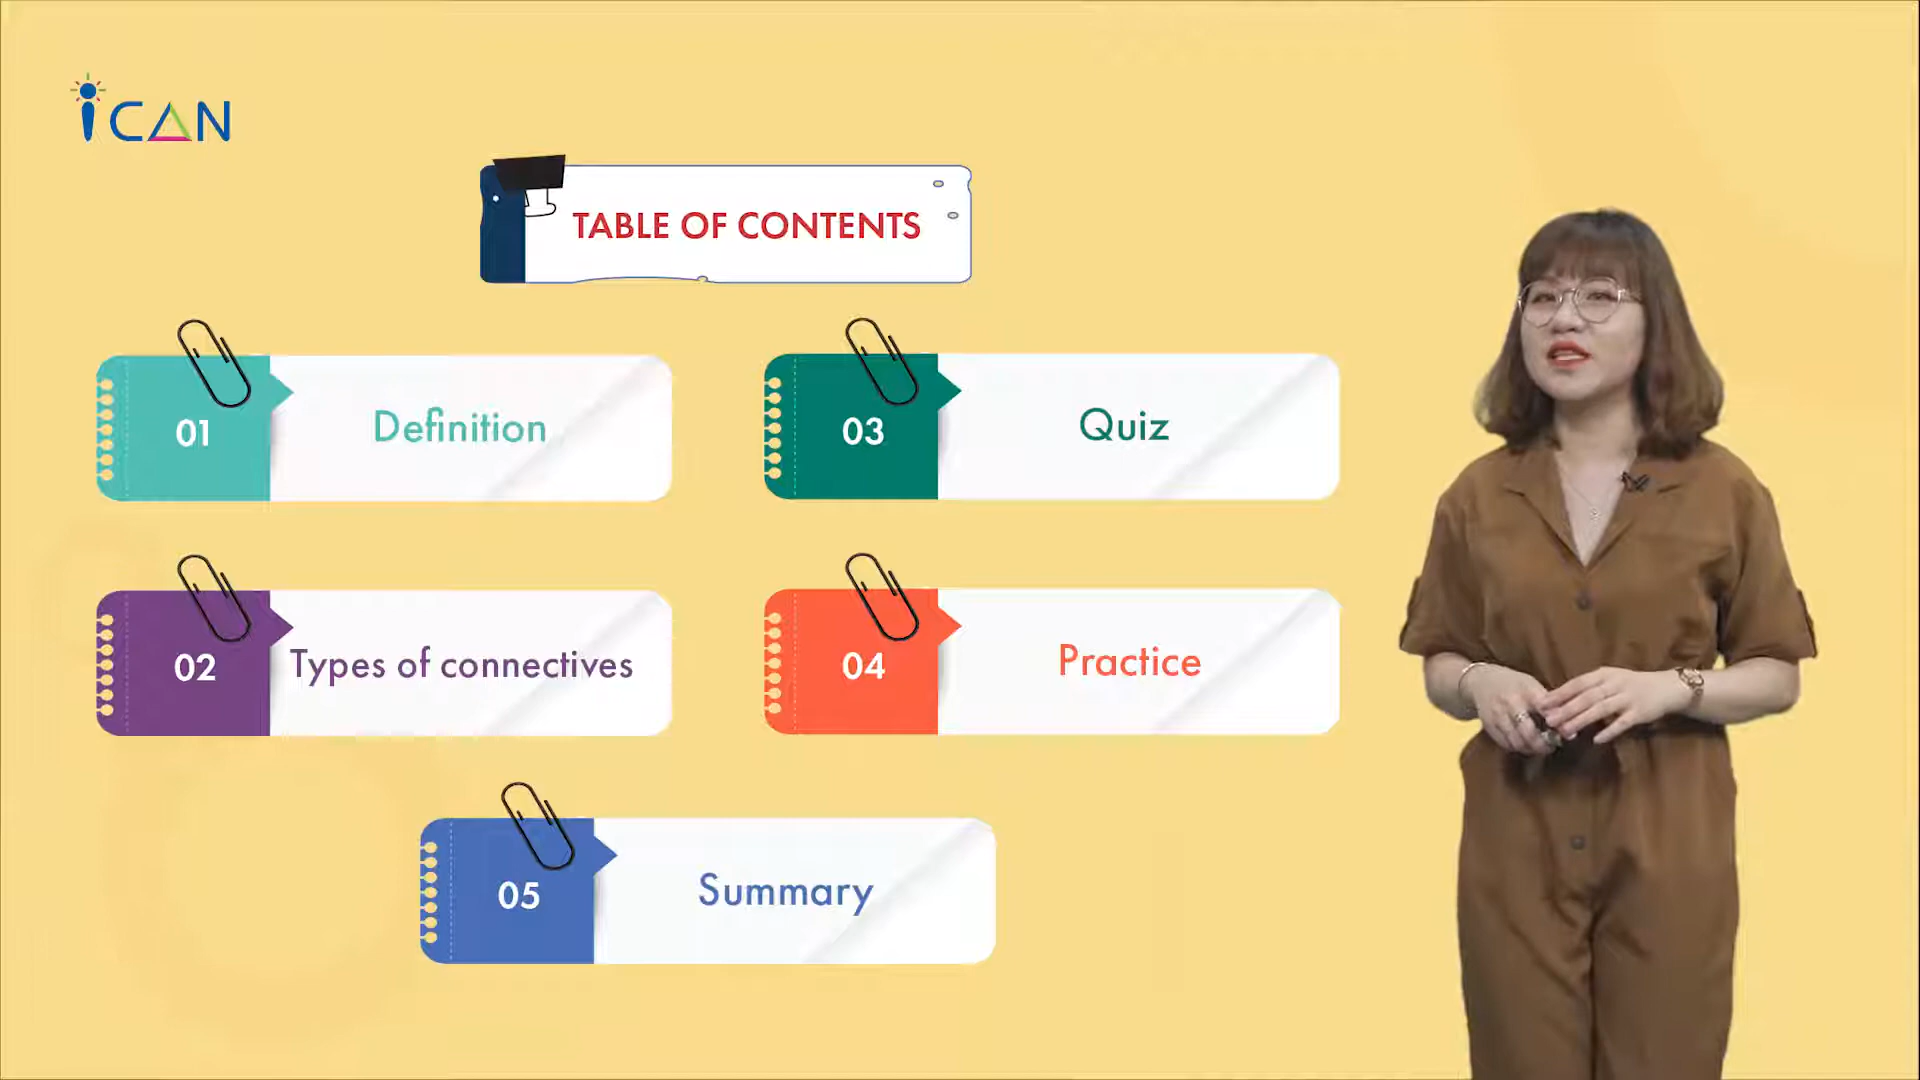 iCAN
TABLE OF CONTENTS
01
Definition
02
Types of connectives
03
Quiz
04
Practice
05
Summary